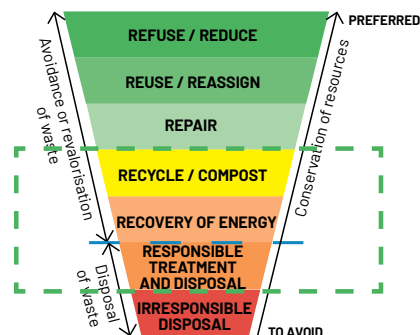 PREFERRED
REFUSE / REDUCE
REUSE / REASSIGN
REPAIR
RECYCLE / COMPOST
RECOVERY OF ENERGY
RESPONSIBLE
TREATMENT
AND DISPOSAL
IRRESPONSIBLE
DISPOSAL
TO AVOID
Avoidance or revalorisation
of waste
Disposal
of waste
Conservation of resources